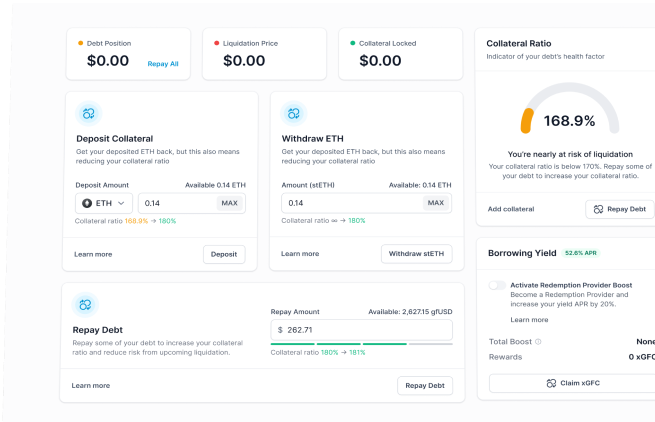 Debt Position
$0.00
Repay All
Liquidation Price
$0.00
Collateral Locked
$0.00
Collateral Ratio
Indicator of your debt's health factor
168.9%
You're nearly at risk of liquidation
Your collateral ratio is below 170%. Repay some of
your debt to increase your collateral ratio.
Add collateral
Repay Debt
Deposit Collateral
Get your deposited ETH back, but this also means
reducing your collateral ratio
Deposit Amount
Available 0.14 ETH
ETH
0.14
MAX
Collateral ratio 168.9% → 180%
Learn more
Deposit
Withdraw ETH
Get your deposited ETH back, but this also means
reducing your collateral ratio
Amount (stETH)
Available: 0.14 ETH
0.14
MAX
Collateral ratio ∞ → 180%
Learn more
Withdraw stETH
Borrowing Yield
52.6% APR
Activate Redemption Provider Boost
Become a Redemption Provider and
increase your yield APR by 20%.
Learn more
Total Boost
None
Rewards
0 xGFC
Claim xGFC
Repay Debt
Repay some of your debt to increase your collateral
ratio and reduce risk from upcoming liquidation.
Repay Amount
Available: 2,627.15 gfUSD
$ 262.71
Collateral ratio 180% → 181%
Learn more
Repay Debt